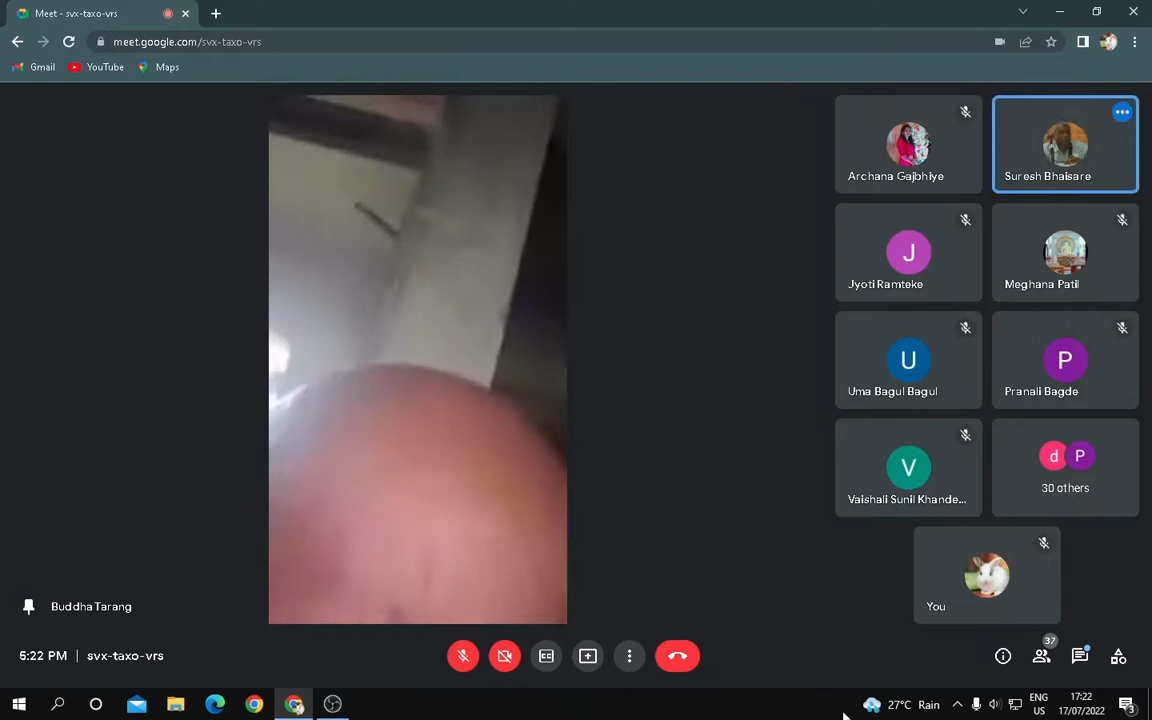 Meet - svx-taxo-vrs
meet.google.com/svx-taxo-vrs
Gmail YouTube Maps
Archana Gajbhiye
Suresh Bhaisare
J
Jyoti Ramteke
Meghana Patil
U
Uma Bagul Bagul
P
Pranali Bagde
V
Vaishali Sunil Khande...
d P
30 others
You
Buddha Tarang
5:22 PM | svx-taxo-vrs
37
27°C Rain
ENG
US
17:22
17/07/2022
3